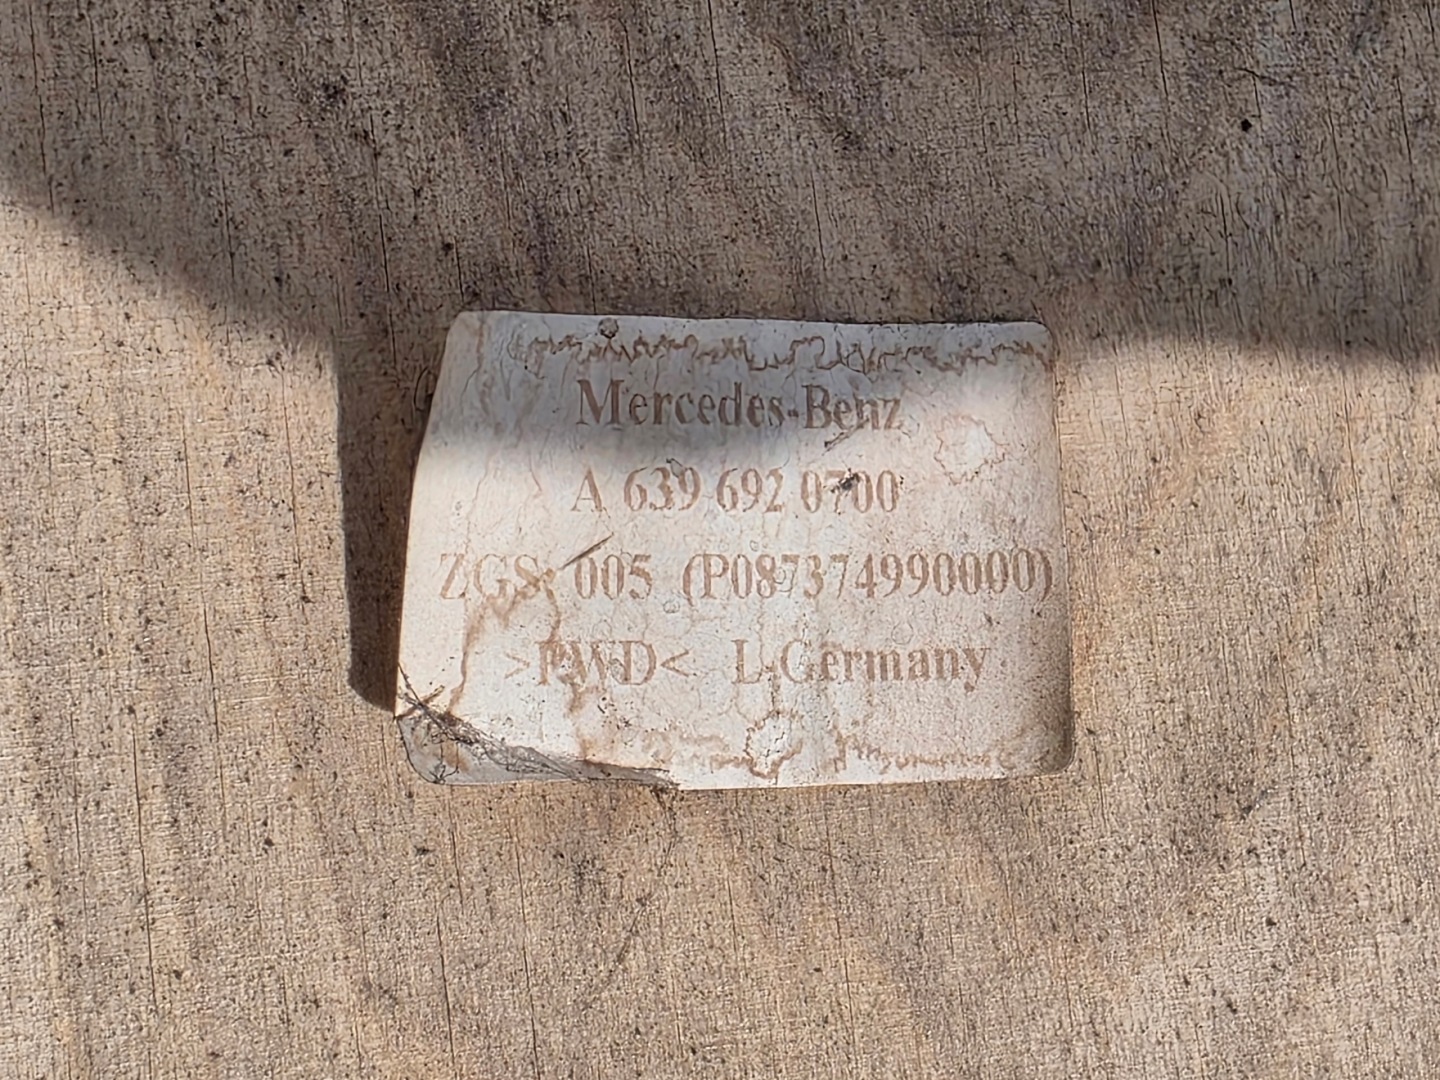 Mercedes-Benz
A 639 692 0700
ZGS: 005 (P087374990000)
>PWD< L-Germany